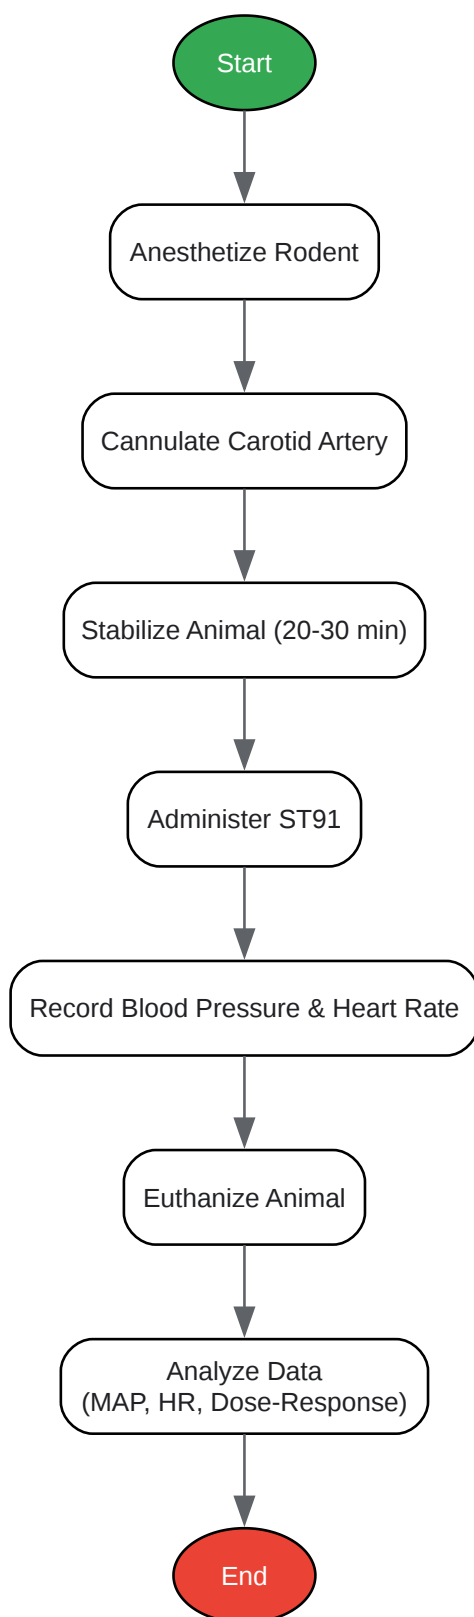 Start
Anesthetize Rodent
Cannulate Carotid Artery
Stabilize Animal (20-30 min)
Administer ST91
Record Blood Pressure & Heart Rate
Euthanize Animal
Analyze Data
(MAP, HR, Dose-Response)
End